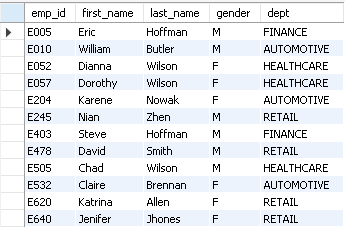 emp_id first_name last_name gender dept
E005 Eric Hoffman M FINANCE
E010 William Butler M AUTOMOTIVE
E052 Dianna Wilson F HEALTHCARE
E057 Dorothy Wilson F HEALTHCARE
E204 Karene Nowak F AUTOMOTIVE
E245 Nian Zhen M RETAIL
E403 Steve Hoffman M FINANCE
E478 David Smith M RETAIL
E505 Chad Wilson M HEALTHCARE
E532 Claire Brennan F AUTOMOTIVE
E620 Katrina Allen F RETAIL
E640 Jenifer Jhones F RETAIL